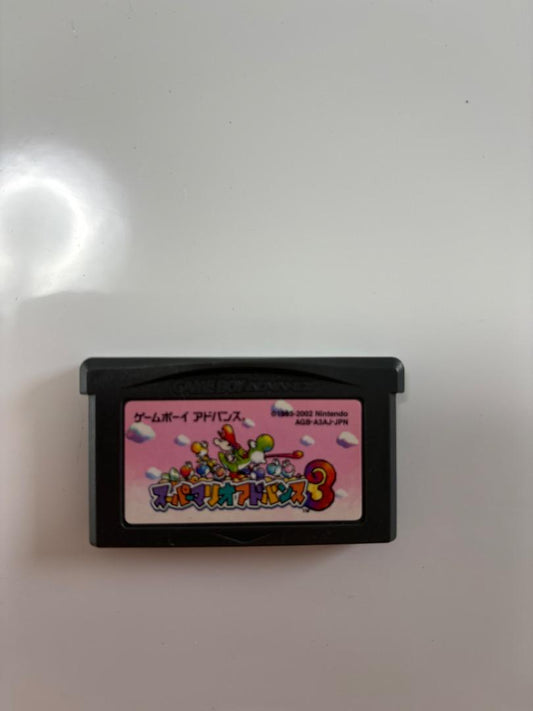 GAME BOY ADVANCE
ゲームボーイ アドバンス®
©1983-2002 Nintendo
AGB-A3AJ-JPN
スーパーマリオアドバンス3